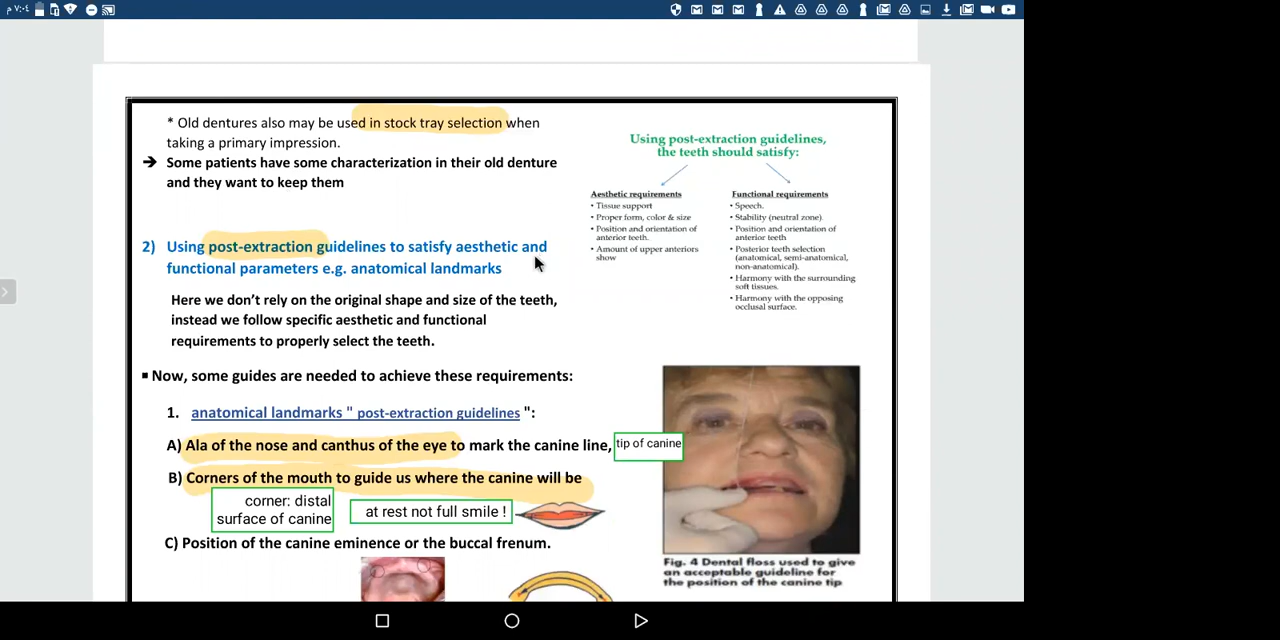 ٧:٠٤ م
* Old dentures also may be used in stock tray selection when
taking a primary impression.
➔ Some patients have some characterization in their old denture
and they want to keep them
2) Using post-extraction guidelines to satisfy aesthetic and
functional parameters e.g. anatomical landmarks
Here we don't rely on the original shape and size of the teeth,
instead we follow specific aesthetic and functional
requirements to properly select the teeth.
Using post-extraction guidelines,
the teeth should satisfy:
Aesthetic requirements
• Tissue support
• Proper form, color & size
• Position and orientation of
anterior teeth.
• Amount of upper anteriors
show
Functional requirements
• Speech.
• Stability (neutral zone).
• Position and orientation of
anterior teeth
• Posterior teeth selection
(anatomical, semi-anatomical,
non-anatomical).
• Harmony with the surrounding
soft tissues.
• Harmony with the opposing
occlusal surface.
▪ Now, some guides are needed to achieve these requirements:
1. anatomical landmarks " post-extraction guidelines ":
A) Ala of the nose and canthus of the eye to mark the canine line, tip of canine
B) Corners of the mouth to guide us where the canine will be
corner: distal
surface of canine
at rest not full smile !
C) Position of the canine eminence or the buccal frenum.
Fig. 4 Dental floss used to give
an acceptable guideline for
the position of the canine tip